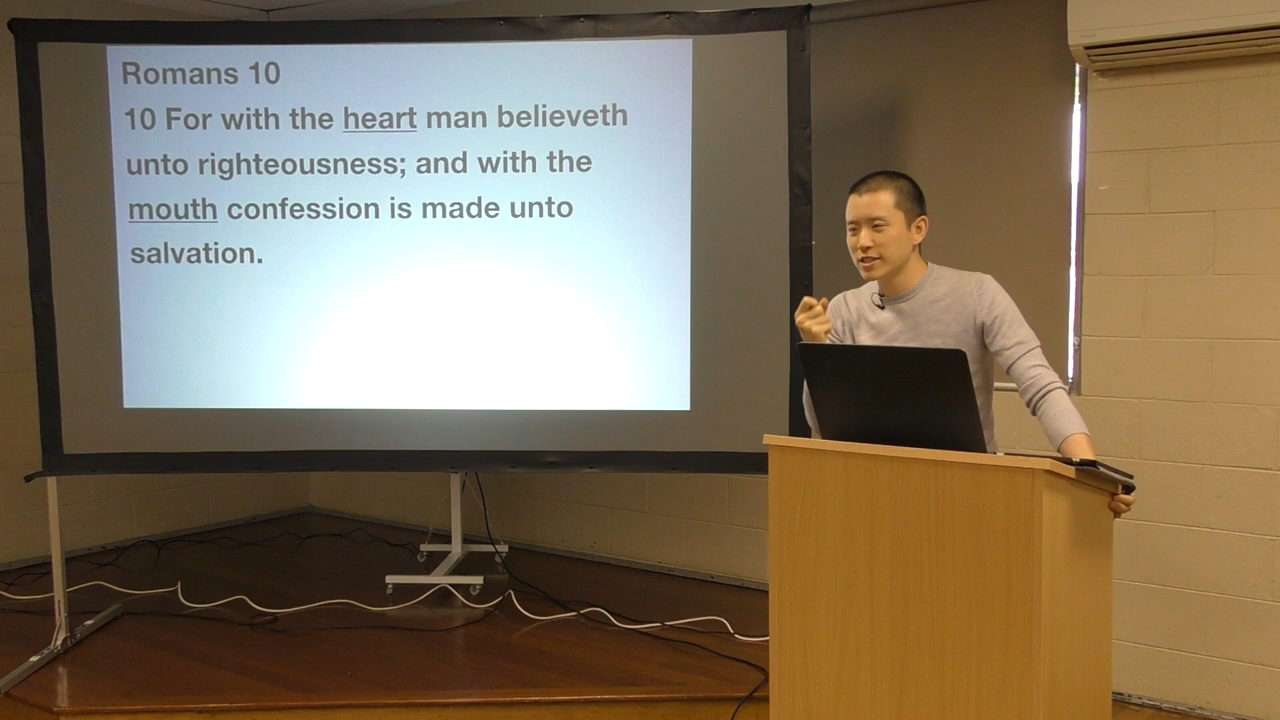 Romans 10
10 For with the heart man believeth
unto righteousness; and with the
mouth confession is made unto
salvation.